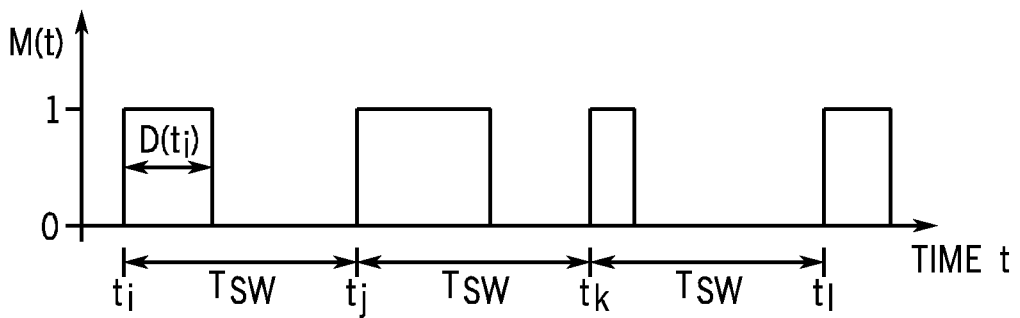 M(t)
1
D(ti)
0
TIME t
TSW TSW TSW
ti tj tk tl